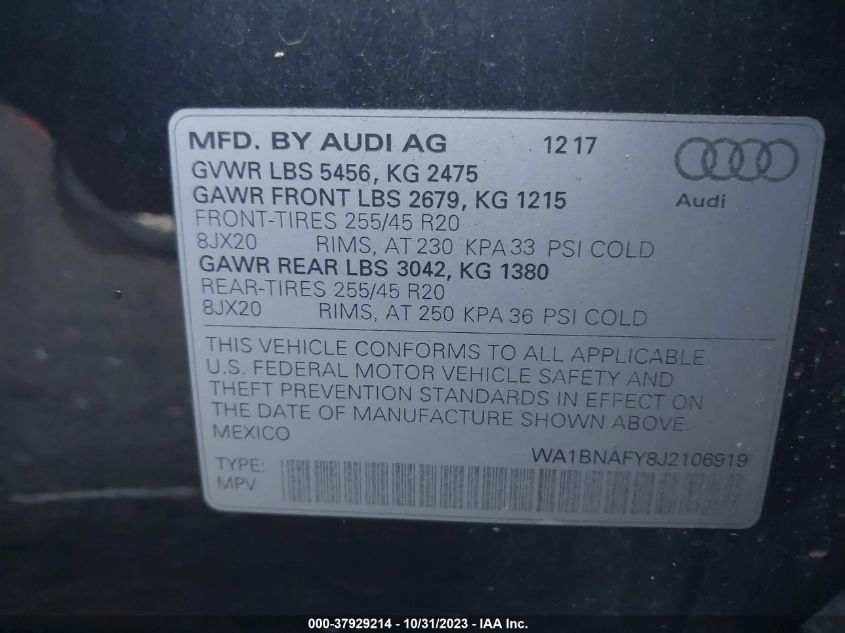 MFD. BY AUDI AG 12 17
GVWR LBS 5456, KG 2475
GAWR FRONT LBS 2679, KG 1215
Audi
FRONT-TIRES 255/45 R20
8JX20 RIMS, AT 230 KPA 33 PSI COLD
GAWR REAR LBS 3042, KG 1380
REAR-TIRES 255/45 R20
8JX20 RIMS, AT 250 KPA 36 PSI COLD
THIS VEHICLE CONFORMS TO ALL APPLICABLE
U.S. FEDERAL MOTOR VEHICLE SAFETY AND
THEFT PREVENTION STANDARDS IN EFFECT ON
THE DATE OF MANUFACTURE SHOWN ABOVE.
MEXICO
WA1BNAFY8J2106919
TYPE:
MPV
000-37929214 - 10/31/2023 - IAA Inc.